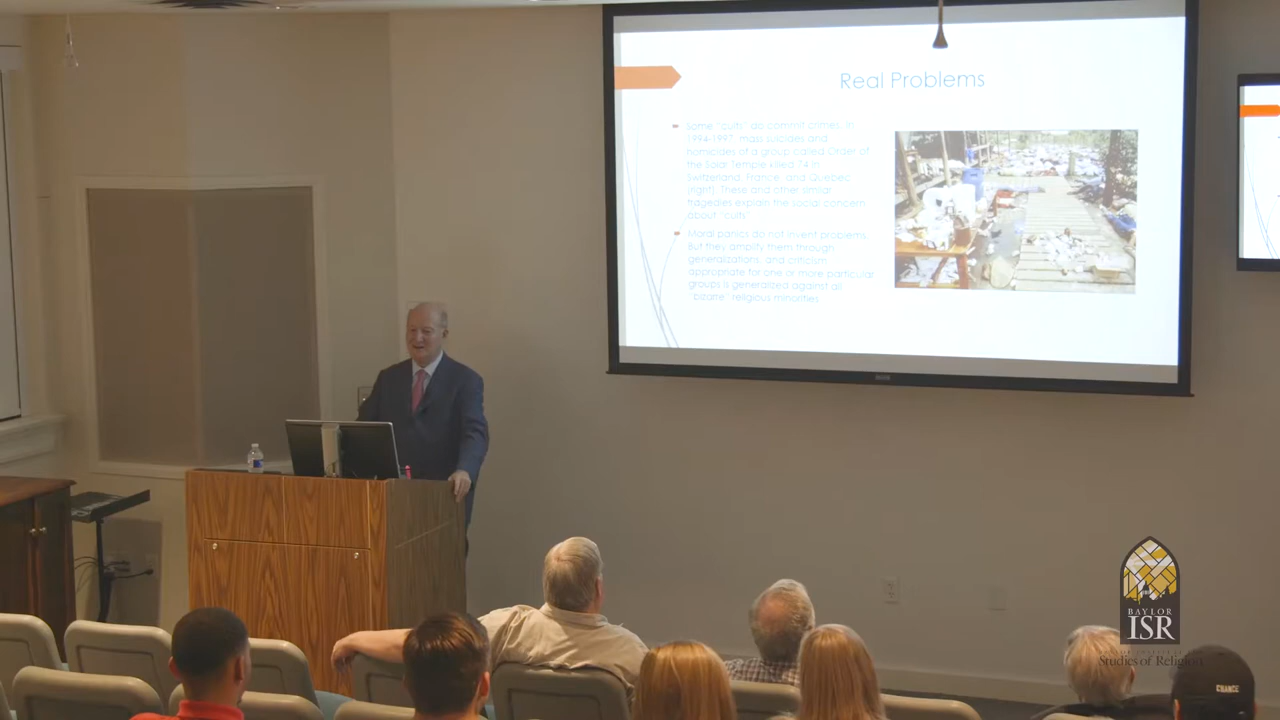 Real Problems
Some "cults" do commit crimes. In
1994-1997, mass suicides and
homicides of a group called Order of
the Solar Temple killed 74 in
Switzerland, France, and Quebec
(right). These and other similar
tragedies explain the social concern
about "cults"
Moral panics do not invent problems.
But they amplify them through
generalizations, and criticism
appropriate for one or more particular
groups is generalized against all
"bizarre" religious minorities.
BAYLOR
ISR
Studies of Religion
CHANCE